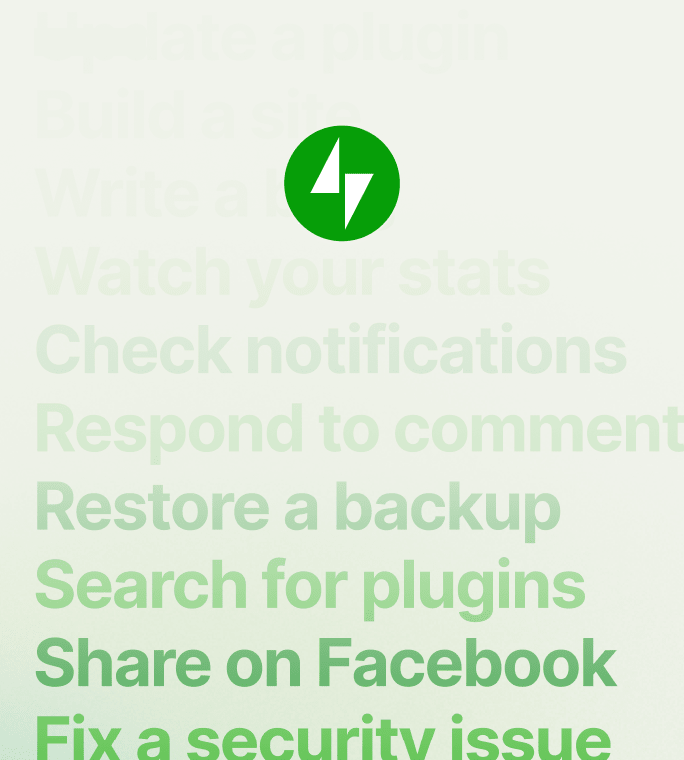 Update a plugin
Build a site
Write a
Watch your stats
Check notifications
Respond to comment
Restore a backup
Search for plugins
Share on Facebook
Fix a security issue